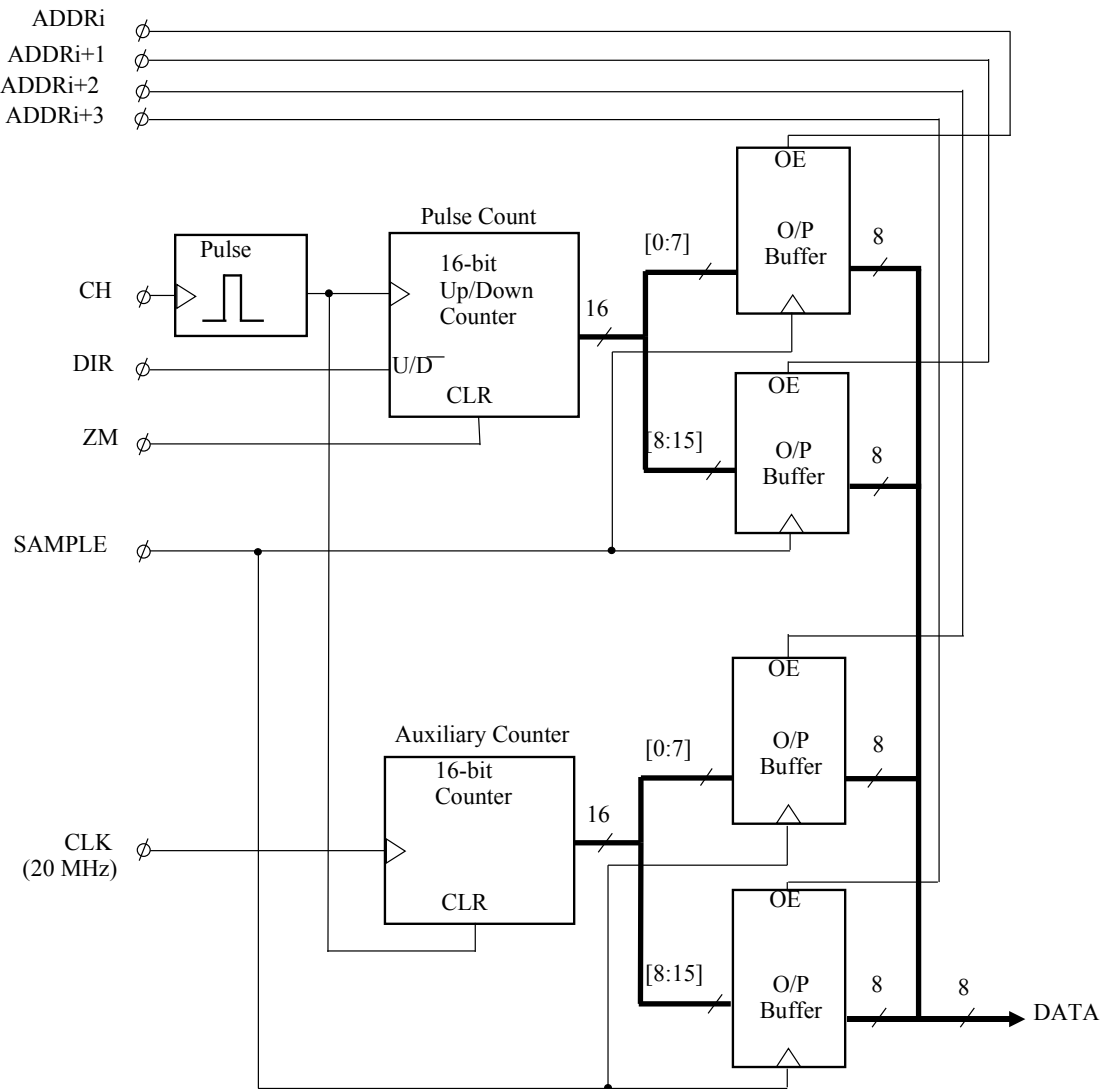 ADDRi
ADDRi+1
ADDRi+2
ADDRi+3
OE
O/P
Buffer
8
Pulse Count
[0:7]
Pulse
16-bit
Up/Down
Counter
CH
16
DIR
U/D̅
CLR
OE
ZM
[8:15]
O/P
Buffer
8
SAMPLE
OE
Auxiliary Counter
[0:7]
O/P
Buffer
8
16-bit
Counter
16
CLK
(20 MHz)
CLR
OE
[8:15]
O/P
Buffer
8
8
DATA